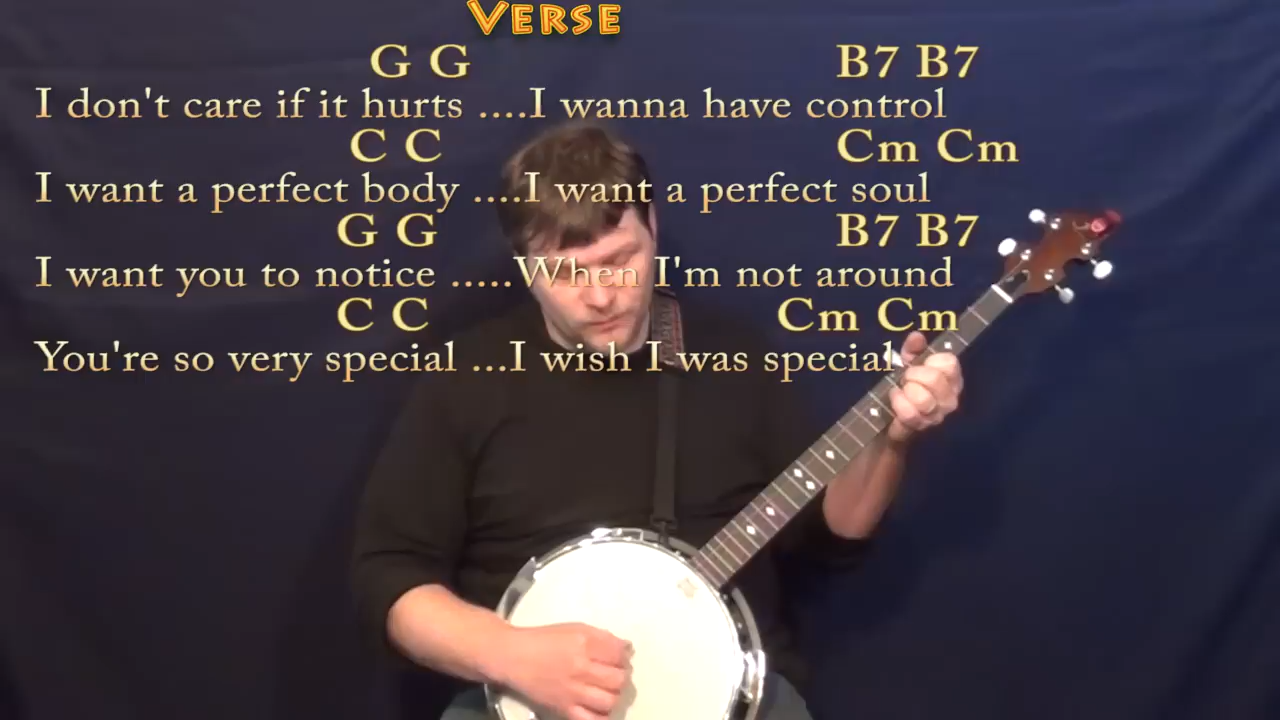 VERSE
G G B7 B7
I don't care if it hurts ....I wanna have control
C C Cm Cm
I want a perfect body ....I want a perfect soul
G G B7 B7
I want you to notice .....When I'm not around
C C Cm Cm
You're so very special ...I wish I was special